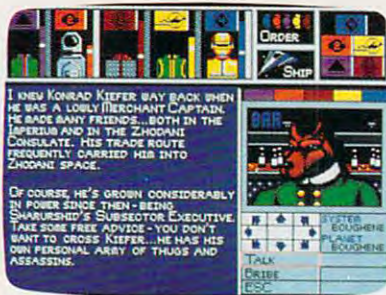 ORDER
SHIP
I KNEW KONRAD KIEFER WAY BACK WHEN
HE WAS A LOWLY MERCHANT CAPTAIN.
HE MADE MANY FRIENDS...BOTH IN THE
IMPERIUM AND IN THE ZHODANI
CONSULATE. HIS TRADE ROUTE
FREQUENTLY CARRIED HIM INTO
ZHODANI SPACE.
OF COURSE, HE'S GROWN CONSIDERABLY
IN POWER SINCE THEN - BEING
SHARURSHIP'S SUBSECTOR EXECUTIVE.
TAKE SOME FREE ADVICE - YOU DON'T
WANT TO CROSS KIEFER...HE HAS HIS
OWN PERSONAL ARMY OF THUGS AND
ASSASSINS.
BAR
SYSTEM
BOUGHENE
PLANET
BOUGHENE
TALK
BRIBE
ESC